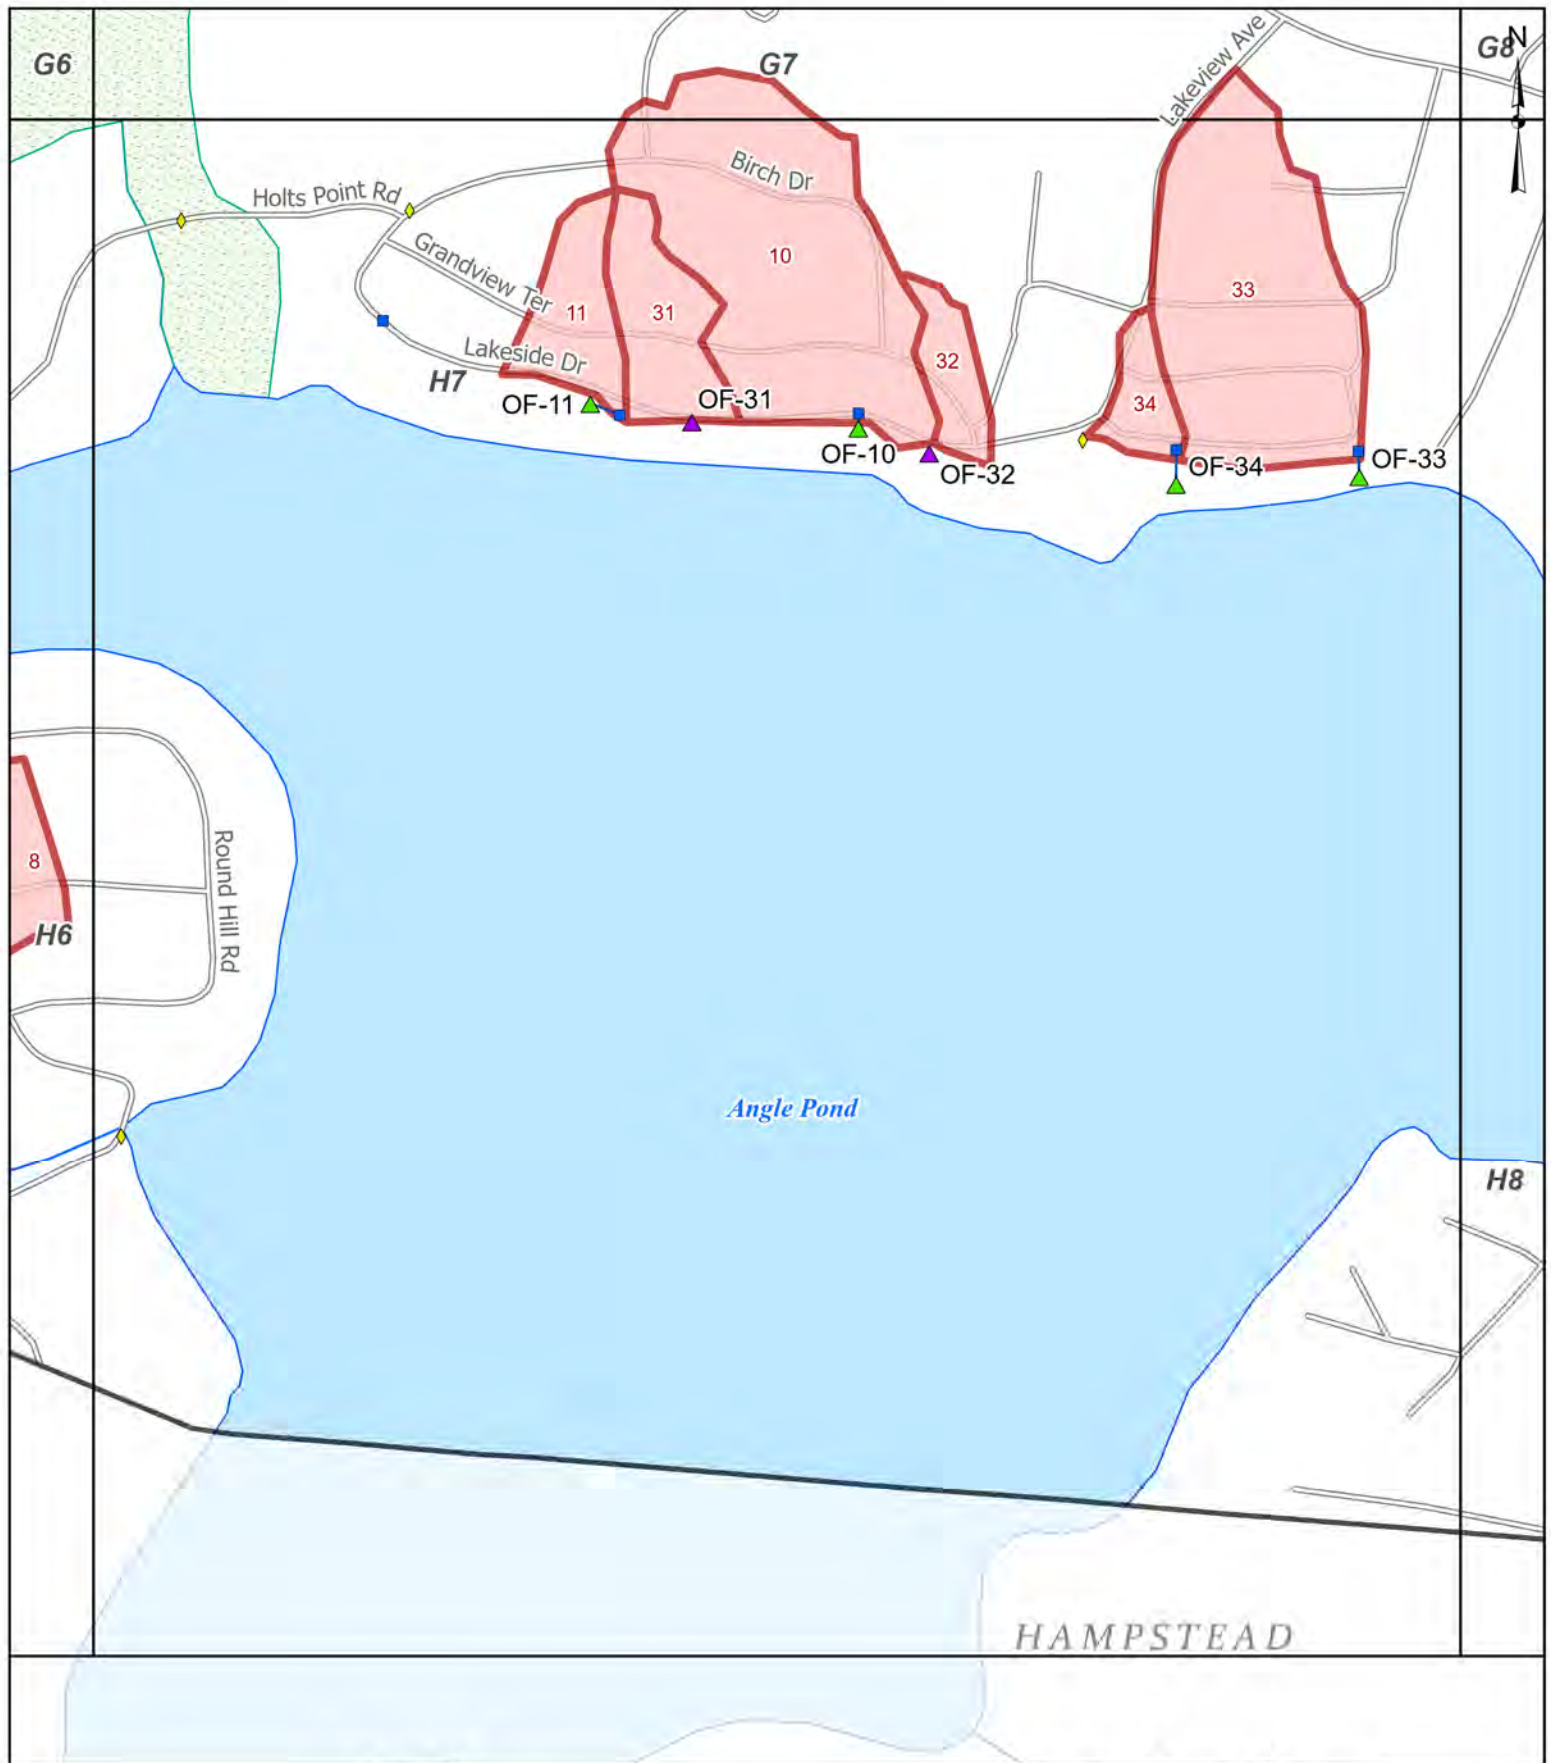 G6
G7
G8
N
Lakeview Ave
Birch Dr
Holts Point Rd
Grandview Ter
10
33
11
31
32
Lakeside Dr
H7
34
OF-11
OF-31
OF-10
OF-32
OF-34
OF-33
Round Hill Rd
8
H6
Angle Pond
H8
HAMPSTEAD